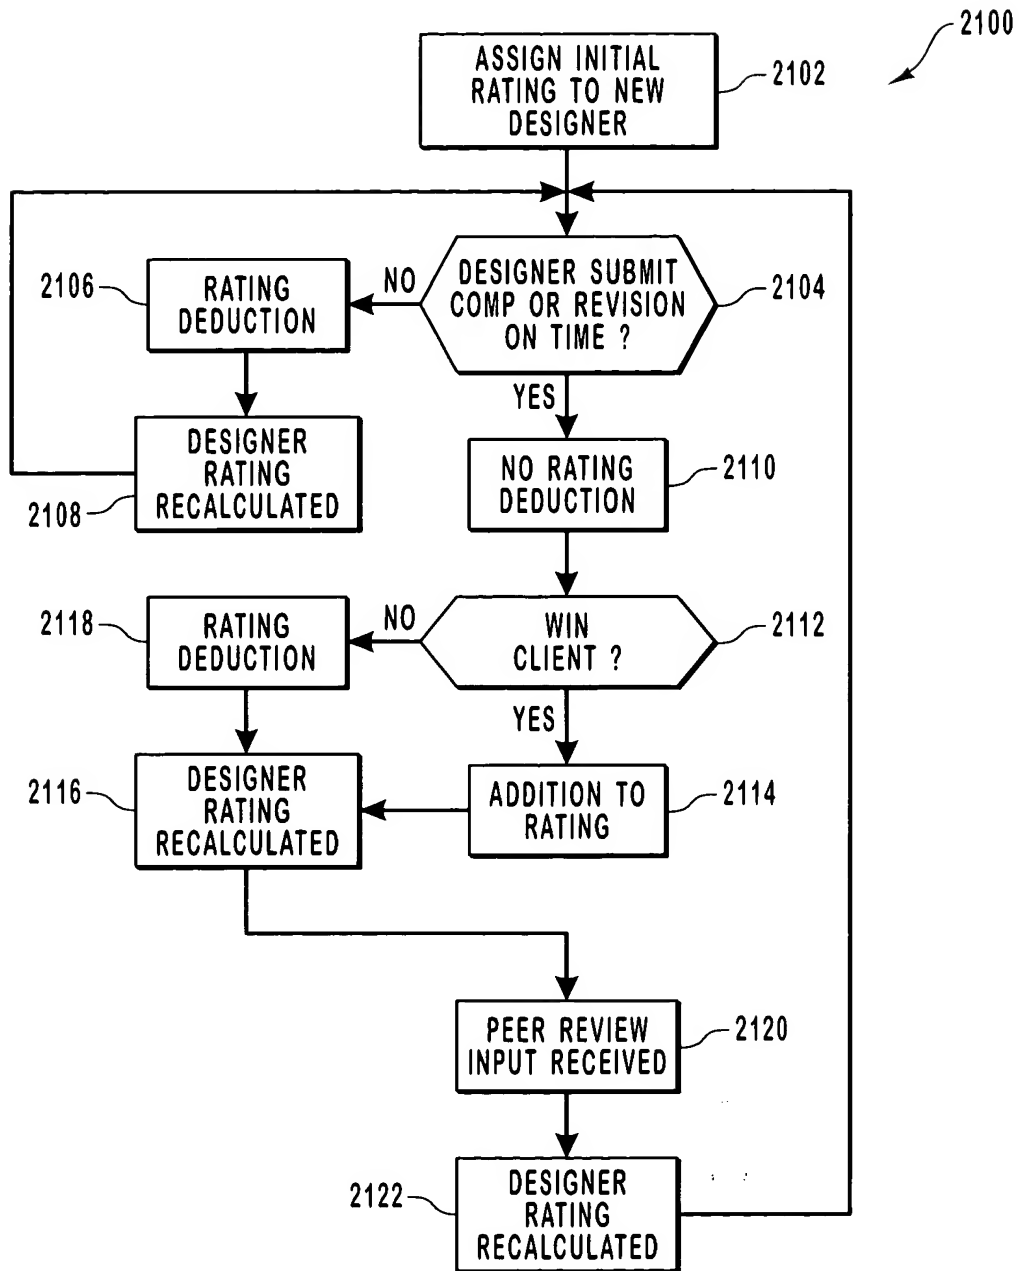 2100
ASSIGN INITIAL
RATING TO NEW
DESIGNER
2102
DESIGNER SUBMIT
COMP OR REVISION
ON TIME ?
2104
NO
2106
RATING
DEDUCTION
YES
DESIGNER
RATING
RECALCULATED
2108
NO RATING
DEDUCTION
2110
WIN
CLIENT ?
2112
NO
2118
RATING
DEDUCTION
YES
2116
DESIGNER
RATING
RECALCULATED
ADDITION TO
RATING
2114
PEER REVIEW
INPUT RECEIVED
2120
2122
DESIGNER
RATING
RECALCULATED